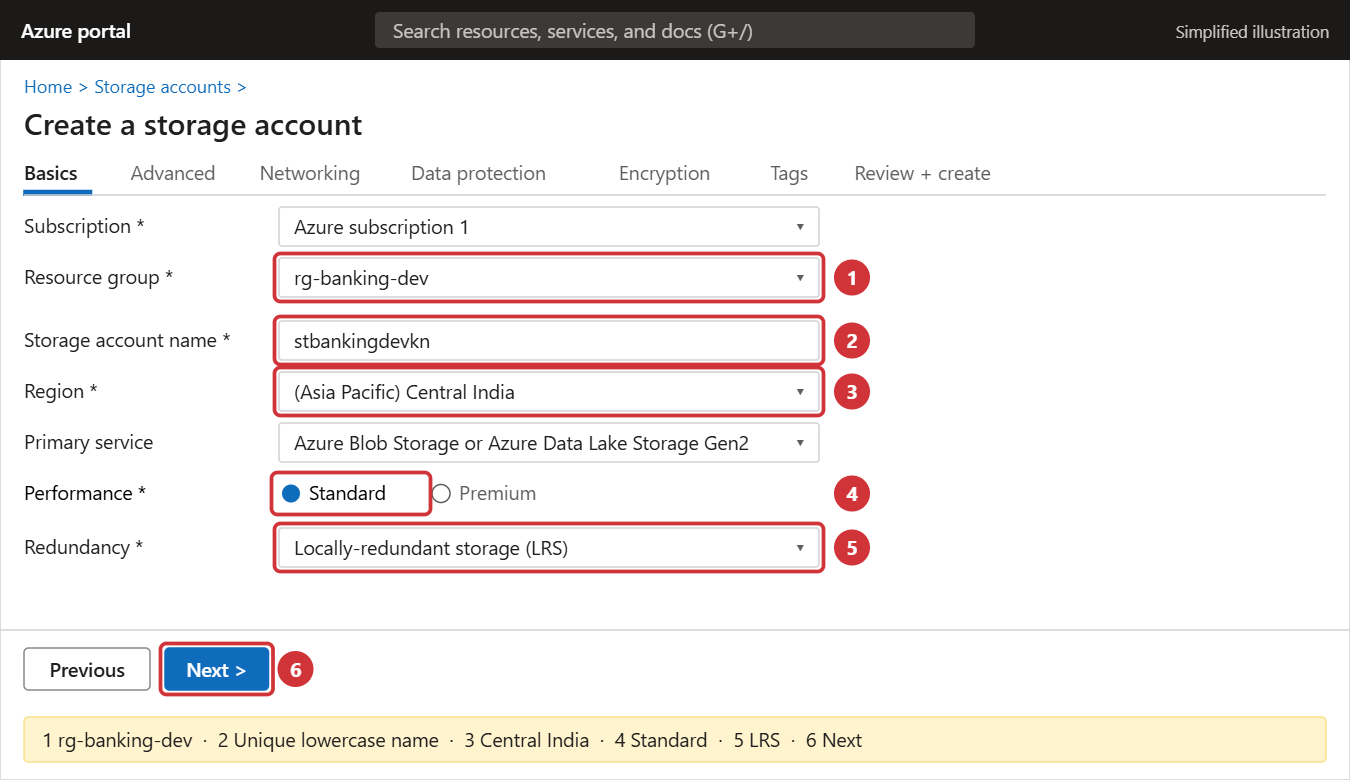 Azure portal
Search resources, services, and docs (G+/)
Simplified illustration
Home > Storage accounts >
Create a storage account
Basics Advanced Networking Data protection Encryption Tags Review + create
Subscription * Azure subscription 1
Resource group * rg-banking-dev 1
Storage account name * stbankingdevkn 2
Region * (Asia Pacific) Central India 3
Primary service Azure Blob Storage or Azure Data Lake Storage Gen2
Performance * Standard Premium 4
Redundancy * Locally-redundant storage (LRS) 5
Previous Next > 6
1 rg-banking-dev · 2 Unique lowercase name · 3 Central India · 4 Standard · 5 LRS · 6 Next